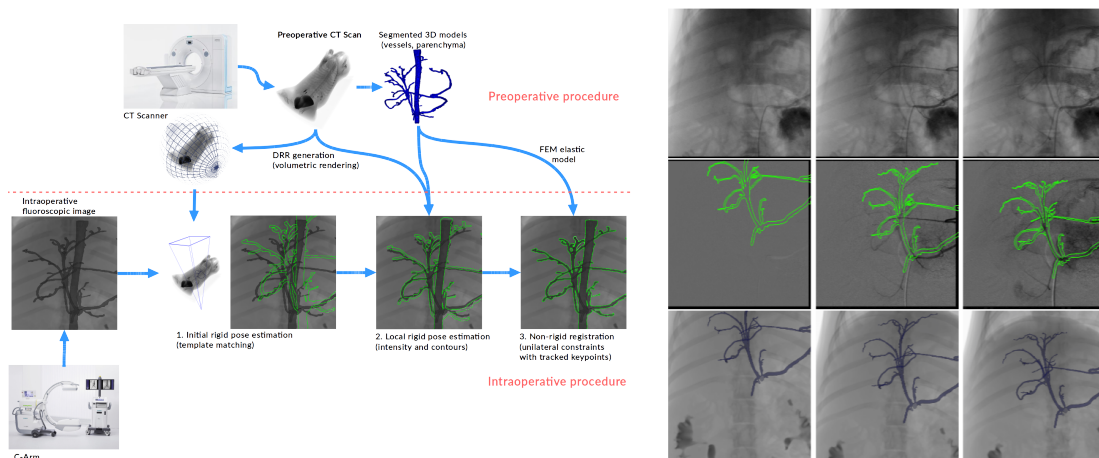 Preoperative CT Scan
Segmented 3D models
(vessels, parenchyma)
Preoperative procedure
CT Scanner
DRR generation
(volumetric rendering)
FEM elastic
model
Intraoperative
fluoroscopic image
1. Initial rigid pose estimation
(template matching)
2. Local rigid pose estimation
(intensity and contours)
3. Non-rigid registration
(unilateral constraints
with tracked keypoints)
Intraoperative procedure
C-Arm